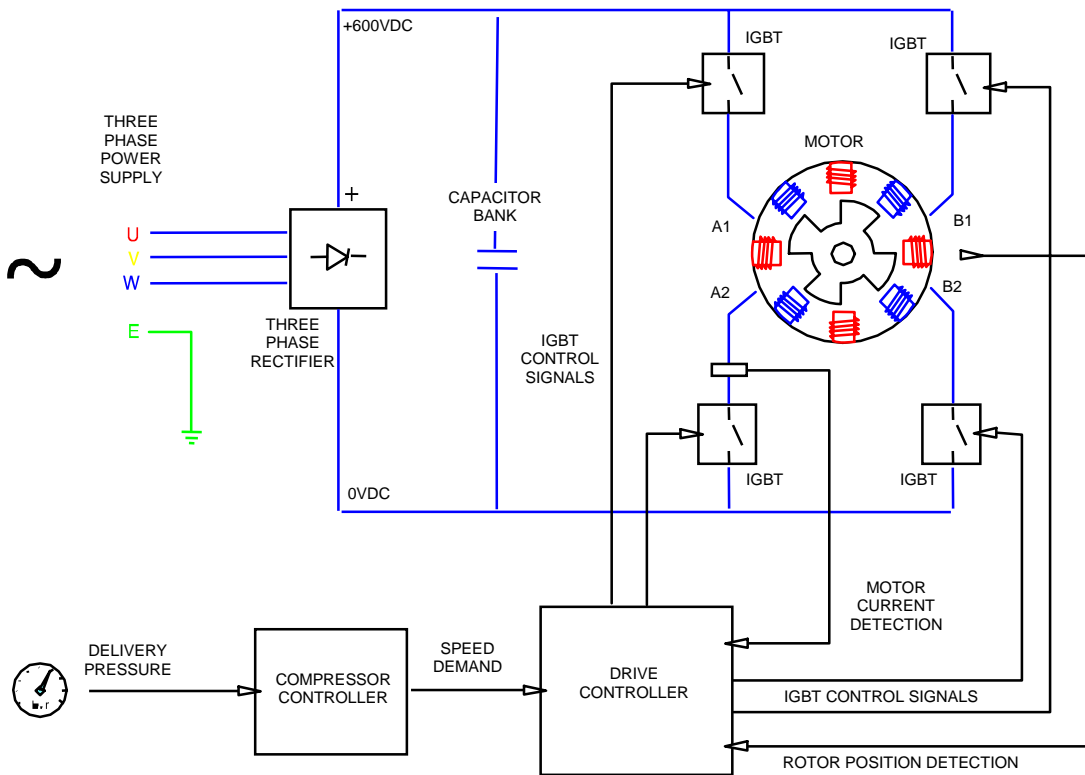 +600VDC
IGBT
IGBT
THREE
PHASE
POWER
SUPPLY
MOTOR
+
CAPACITOR
BANK
A1
B1
U
V
W
A2
B2
E
THREE
PHASE
RECTIFIER
IGBT
CONTROL
SIGNALS
0VDC
IGBT
IGBT
MOTOR
CURRENT
DETECTION
DELIVERY
PRESSURE
SPEED
DEMAND
COMPRESSOR
CONTROLLER
DRIVE
CONTROLLER
IGBT CONTROL SIGNALS
ROTOR POSITION DETECTION